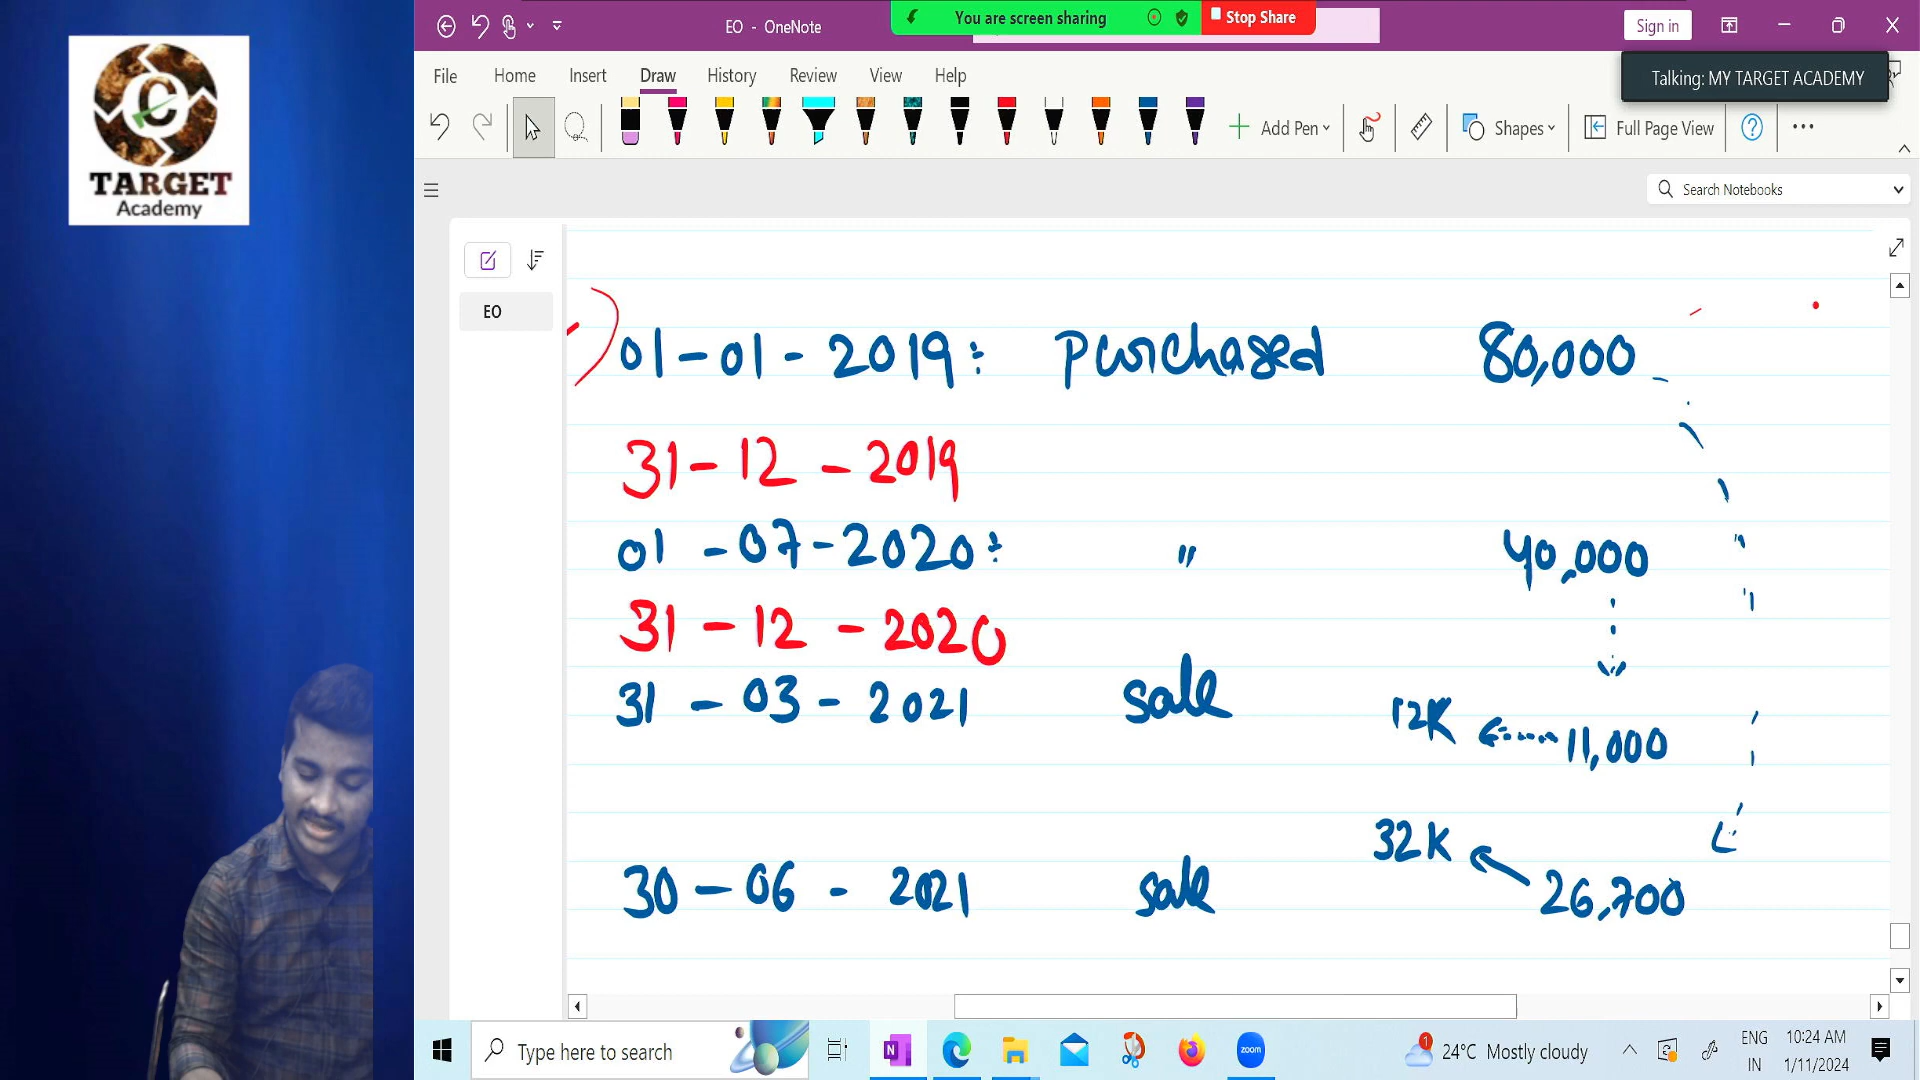 TARGET
Academy
EO - OneNote
You are screen sharing
Stop Share
Sign in
Talking: MY TARGET ACADEMY
File Home Insert Draw History Review View Help
Add Pen
Shapes
Full Page View
Search Notebooks
EO
01-01-2019: purchased 80,000
31-12-2019
01-07-2020: " 40,000
31-12-2020
31-03-2021 sale 12K 11,000
32K
30-06-2021 sale 26,700
Type here to search
N
zoom
1
24°C Mostly cloudy
ENG
IN
10:24 AM
1/11/2024